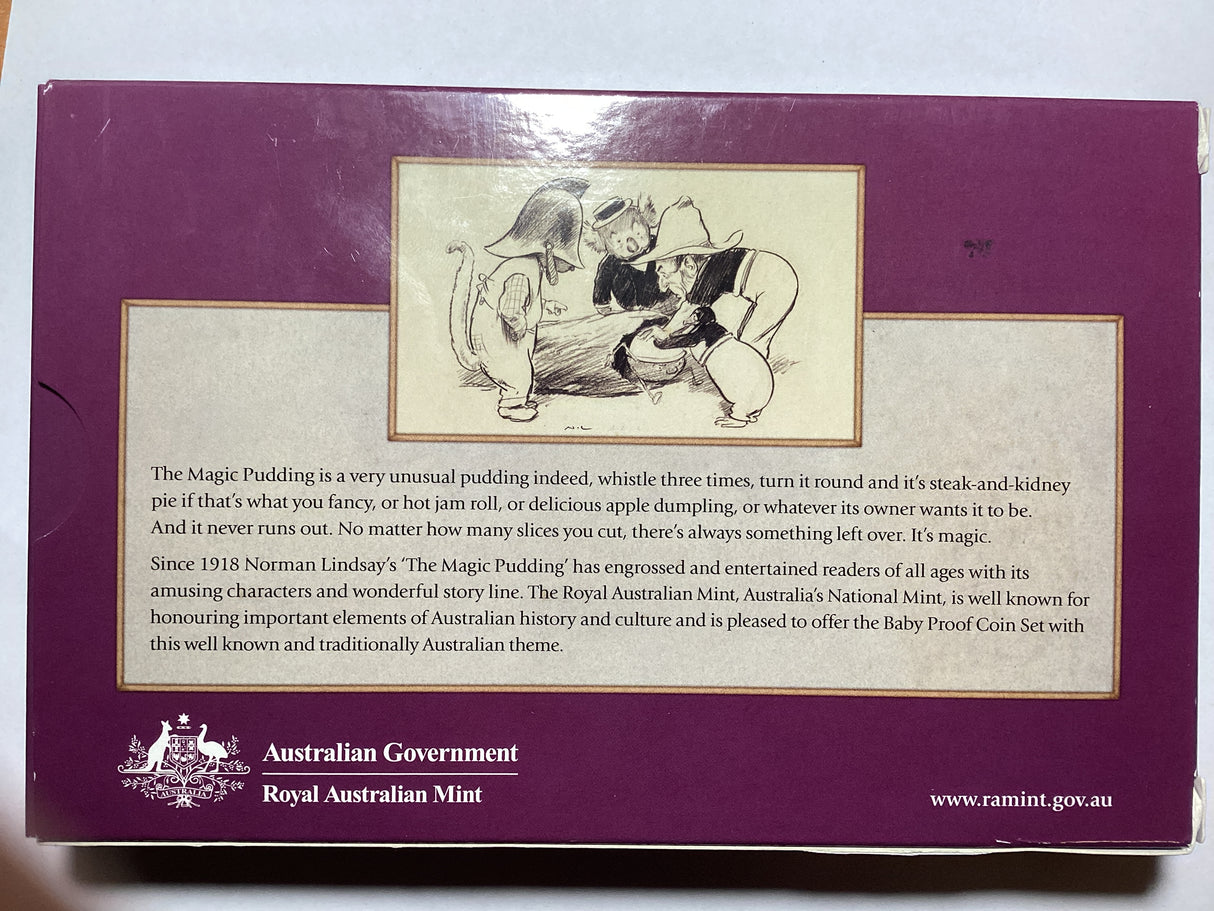 N.L
The Magic Pudding is a very unusual pudding indeed, whistle three times, turn it round and it's steak-and-kidney
pie if that's what you fancy, or hot jam roll, or delicious apple dumpling, or whatever its owner wants it to be.
And it never runs out. No matter how many slices you cut, there's always something left over. It's magic.
Since 1918 Norman Lindsay's ‘The Magic Pudding’ has engrossed and entertained readers of all ages with its
amusing characters and wonderful story line. The Royal Australian Mint, Australia's National Mint, is well known for
honouring important elements of Australian history and culture and is pleased to offer the Baby Proof Coin Set with
this well known and traditionally Australian theme.
AUSTRALIA
Australian Government
Royal Australian Mint
www.ramint.gov.au